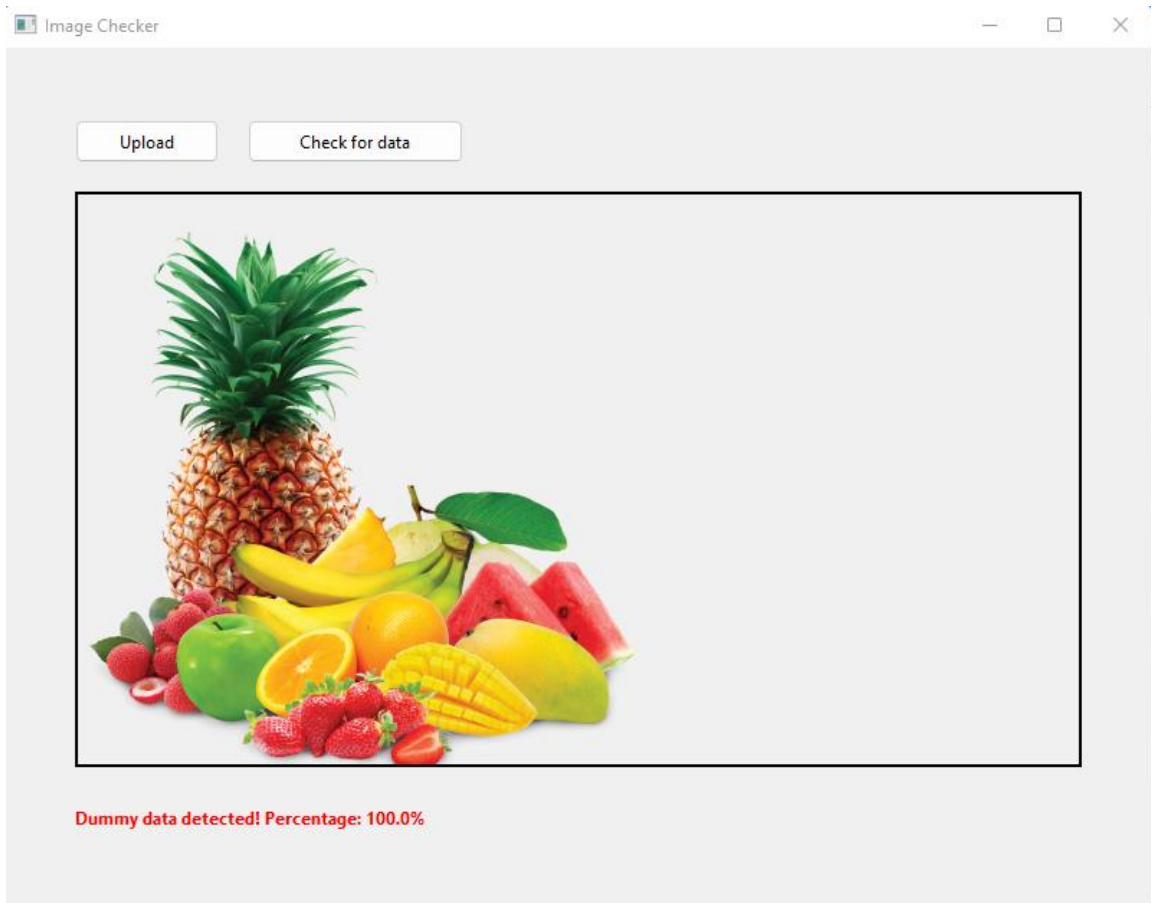 Image Checker
Upload
Check for data
Dummy data detected! Percentage: 100.0%